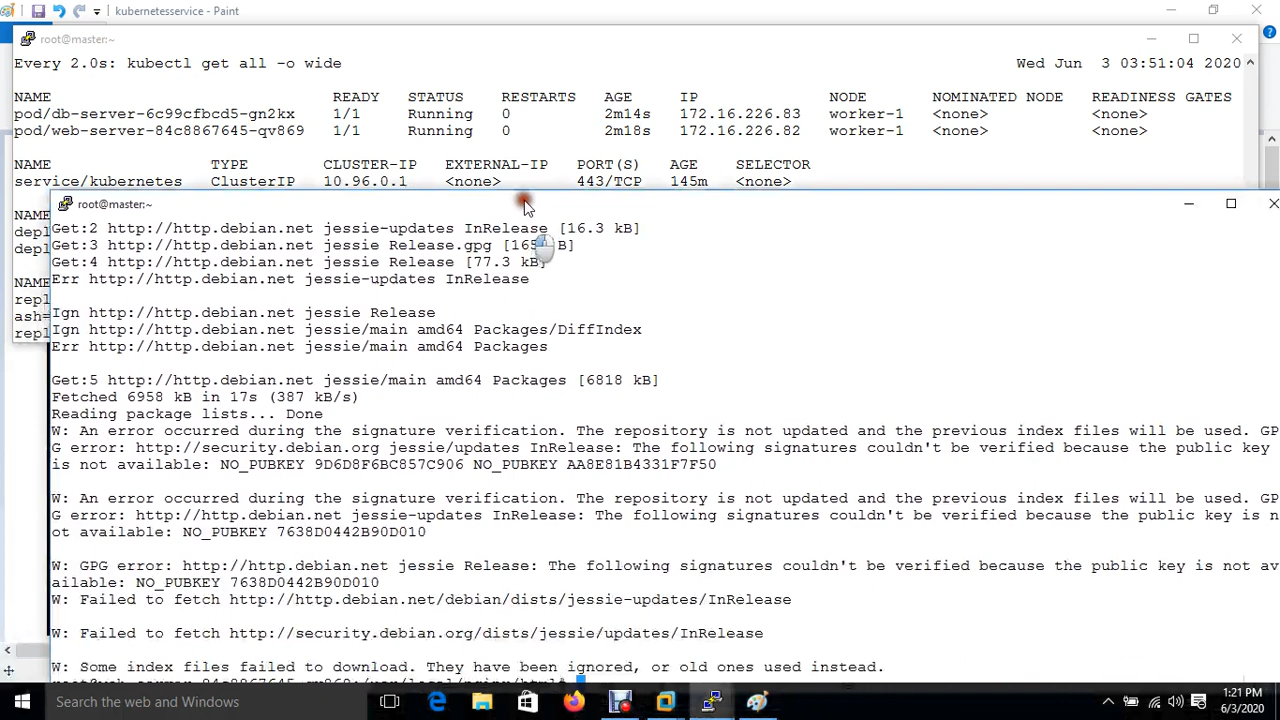 kubernetesservice - Paint
root@master:~
Every 2.0s: kubectl get all -o wide Wed Jun 3 03:51:04 2020
NAME READY STATUS RESTARTS AGE IP NODE NOMINATED NODE READINESS GATES
pod/db-server-6c99cfbcd5-gn2kx 1/1 Running 0 2m14s 172.16.226.83 worker-1 <none> <none>
pod/web-server-84c8867645-qv869 1/1 Running 0 2m18s 172.16.226.82 worker-1 <none> <none>
NAME TYPE CLUSTER-IP EXTERNAL-IP PORT(S) AGE SELECTOR
service/kubernetes ClusterIP 10.96.0.1 <none> 443/TCP 145m <none>
NAM
depl
depl
NAME
repl
ash=
repl
root@master:~
Get:2 http://http.debian.net jessie-updates InRelease [16.3 kB]
Get:3 http://http.debian.net jessie Release.gpg B]
Get:4 http://http.debian.net jessie Release [77.3 kB]
Err http://http.debian.net jessie-updates InRelease
Ign http://http.debian.net jessie Release
Ign http://http.debian.net jessie/main amd64 Packages/DiffIndex
Err http://http.debian.net jessie/main amd64 Packages
Get:5 http://http.debian.net jessie/main amd64 Packages [6818 kB]
Fetched 6958 kB in 17s (387 kB/s)
Reading package lists... Done
W: An error occurred during the signature verification. The repository is not updated and the previous index files will be used. GP
G error: http://security.debian.org jessie/updates InRelease: The following signatures couldn't be verified because the public key
is not available: NO_PUBKEY 9D6D8F6BC857C906 NO_PUBKEY AA8E81B4331F7F50
W: An error occurred during the signature verification. The repository is not updated and the previous index files will be used. GP
G error: http://http.debian.net jessie-updates InRelease: The following signatures couldn't be verified because the public key is n
ot available: NO_PUBKEY 7638D0442B90D010
W: GPG error: http://http.debian.net jessie Release: The following signatures couldn't be verified because the public key is not av
ailable: NO_PUBKEY 7638D0442B90D010
W: Failed to fetch http://http.debian.net/debian/dists/jessie-updates/InRelease
W: Failed to fetch http://security.debian.org/dists/jessie/updates/InRelease
W: Some index files failed to download. They have been ignored, or old ones used instead.
Search the web and Windows
1:21 PM
6/3/2020